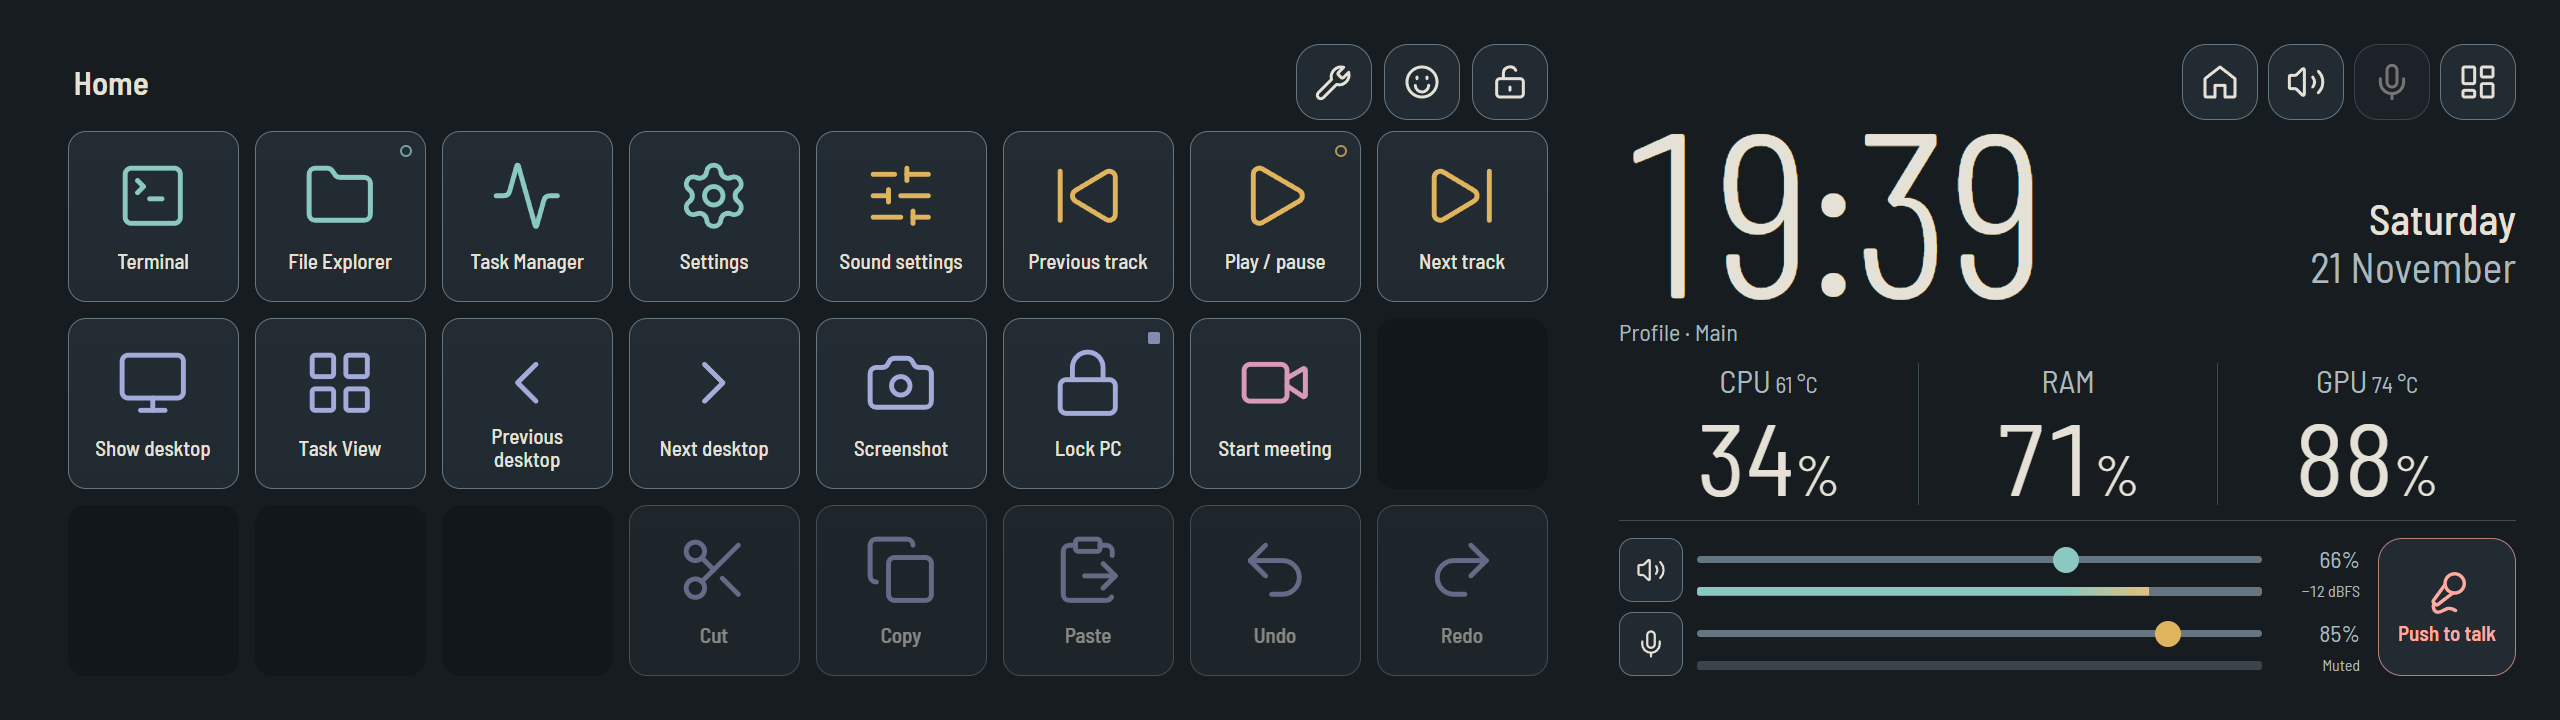 Home
Terminal
File Explorer
Task Manager
Settings
Sound settings
Previous track
Play / pause
Next track
Show desktop
Task View
Previous
desktop
Next desktop
Screenshot
Lock PC
Start meeting
Cut
Copy
Paste
Undo
Redo
19:39
Saturday
21 November
Profile · Main
CPU 61 °C
34%
RAM
71%
GPU 74 °C
88%
66%
−12 dBFS
85%
Muted
Push to talk